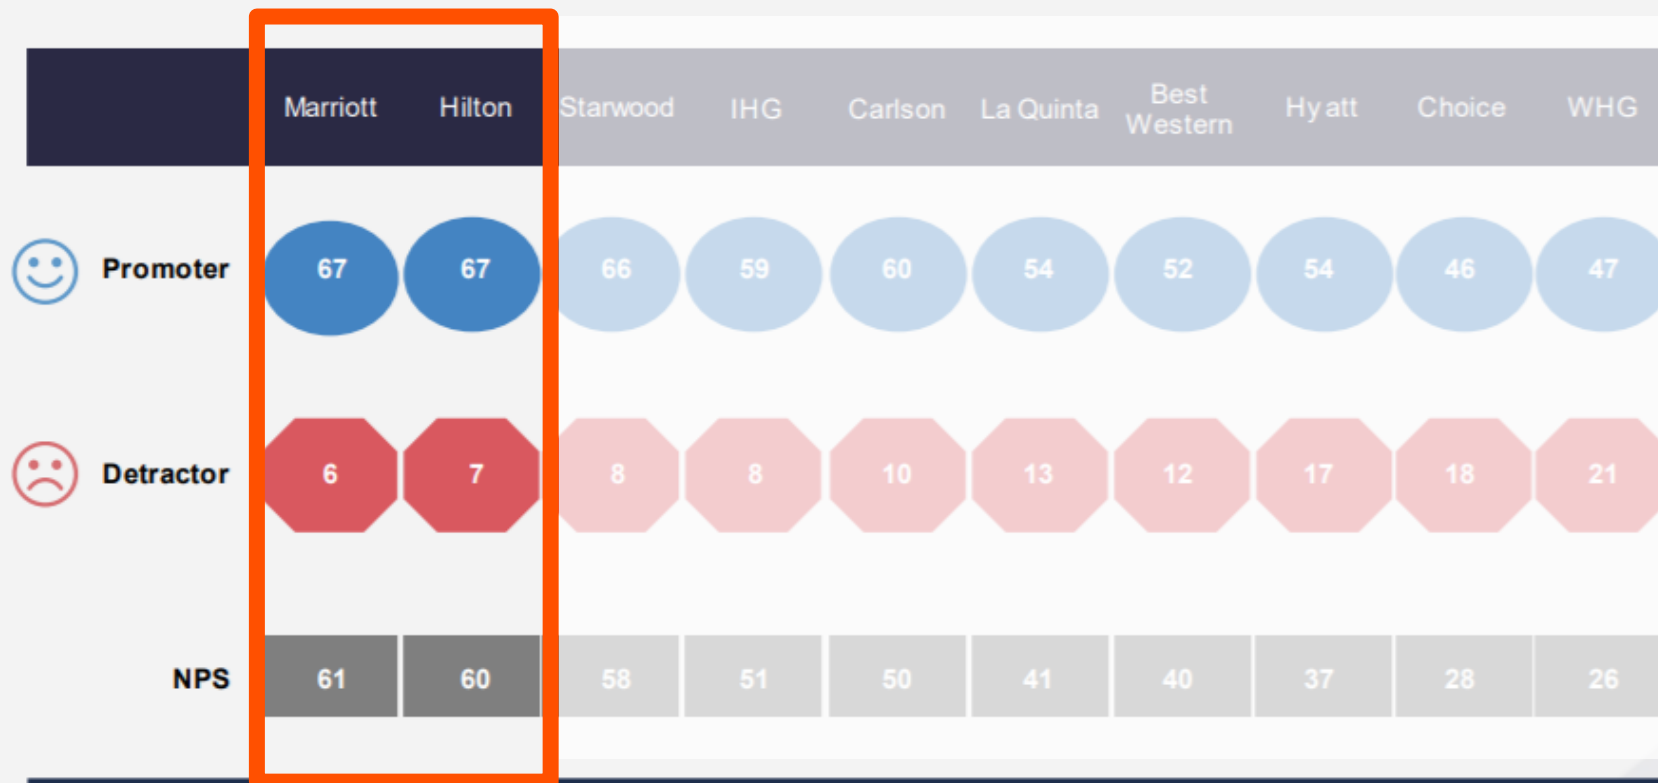 Marriott Hilton Starwood IHG Carlson La Quinta Best Western Hyatt Choice WHG
Promoter 67 67 66 59 60 54 52 54 46 47
Detractor 6 7 8 8 10 13 12 17 18 21
NPS 61 60 58 51 50 41 40 37 28 26